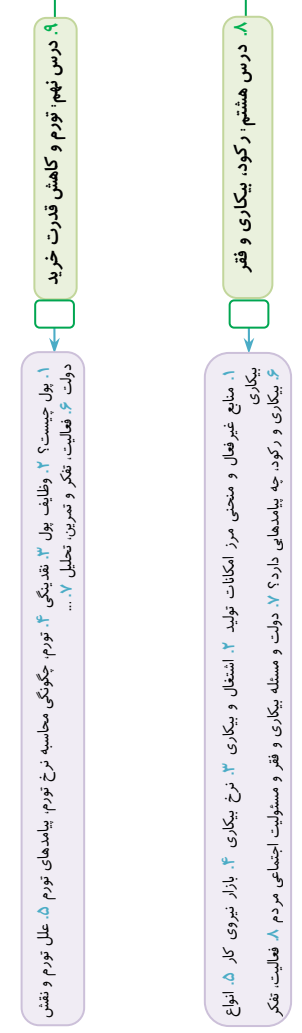 ۸. درس هشتم: رکود، بیکاری و فقر
۱. منابع غیرفعال و منحنی مرز امکانات تولید ۲. اشتغال و بیکاری ۳. نرخ بیکاری ۴. بازار نیروی کار ۵. انواع
بیکاری
۶. بیکاری و رکود، چه پیامدهایی دارد؟ ۷. دولت و مسئله بیکاری و فقر و مسئولیت اجتماعی مردم ۸. فعالیت، تفکر
۹. درس نهم: تورم و کاهش قدرت خرید
۱. پول چیست؟ ۲. وظایف پول ۳. نقدینگی ۴. تورم، چگونگی محاسبه نرخ تورم، پیامدهای تورم ۵. علل تورم و نقش
دولت ۶. فعالیت، تفکر و تمرین، تحلیل ۷. ...